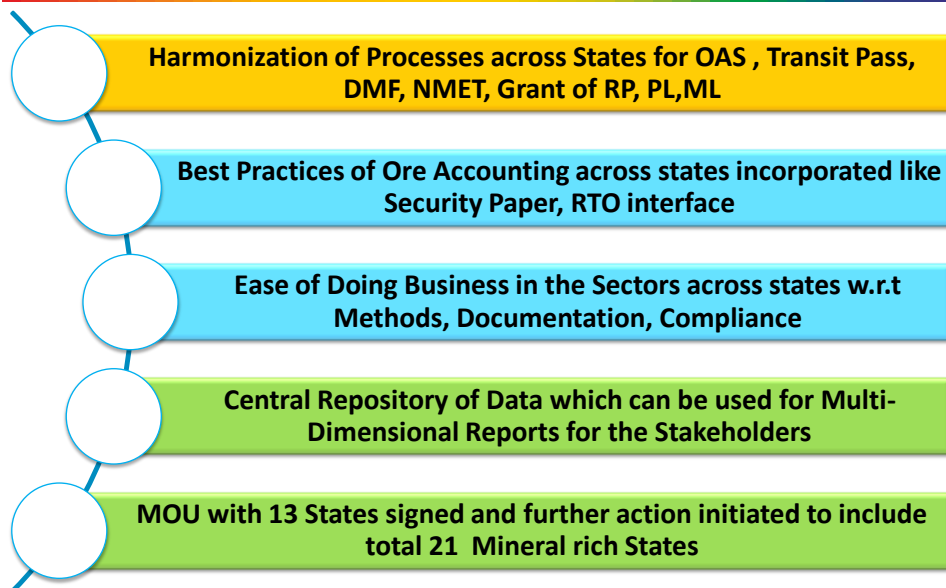 Harmonization of Processes across States for OAS , Transit Pass,
DMF, NMET, Grant of RP, PL,ML
Best Practices of Ore Accounting across states incorporated like
Security Paper, RTO interface
Ease of Doing Business in the Sectors across states w.r.t
Methods, Documentation, Compliance
Central Repository of Data which can be used for Multi-
Dimensional Reports for the Stakeholders
MOU with 13 States signed and further action initiated to include
total 21 Mineral rich States